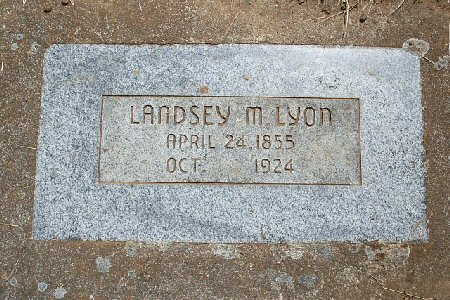 LANDSEY M. LYON
APRIL 24, 1855
OCT. 1924